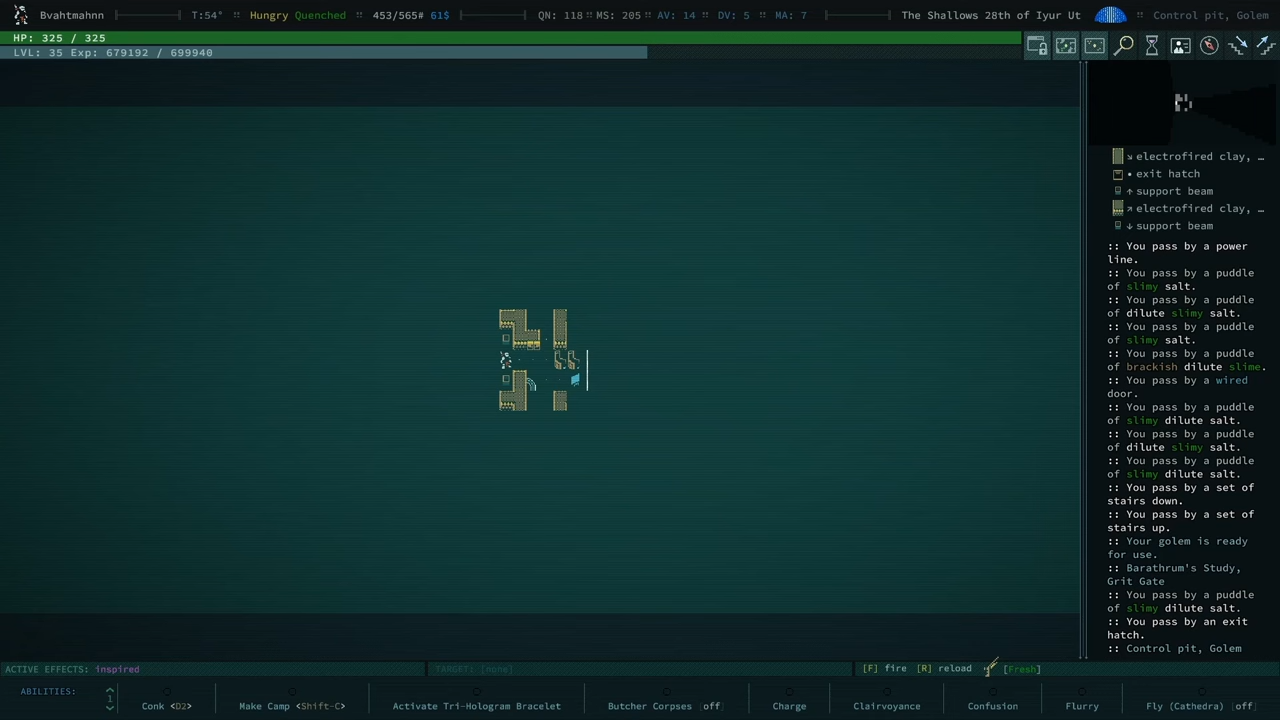 Bvahtmahnn T:54° :: Hungry Quenched :: 453/565# 61$ QN: 118 :: MS: 205 :: AV: 14 :: DV: 5 :: MA: 7 The Shallows 28th of Iyur Ut :: Control pit, Golem
HP: 325 / 325
LVL: 35 Exp: 679192 / 699940
electrofired clay, …
exit hatch
support beam
electrofired clay, …
support beam
:: You pass by a power
line.
:: You pass by a puddle
of slimy salt.
:: You pass by a puddle
of dilute slimy salt.
:: You pass by a puddle
of slimy salt.
:: You pass by a puddle
of brackish dilute slime.
:: You pass by a wired
door.
:: You pass by a puddle
of slimy dilute salt.
:: You pass by a puddle
of dilute slimy salt.
:: You pass by a puddle
of slimy dilute salt.
:: You pass by a set of
stairs down.
:: You pass by a set of
stairs up.
:: Your golem is ready
for use.
:: Barathrum's Study,
Grit Gate
:: You pass by a puddle
of slimy dilute salt.
:: You pass by an exit
hatch.
:: Control pit, Golem
ACTIVE EFFECTS: inspired TARGET: [none] [F] fire [R] reload [Fresh]
ABILITIES: 1 Conk <D2> Make Camp <Shift-C> Activate Tri-Hologram Bracelet Butcher Corpses [off] Charge Clairvoyance Confusion Flurry Fly (Cathedra) [off]